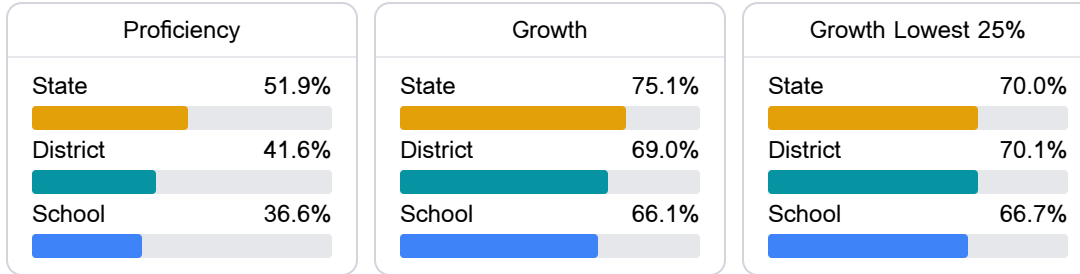 Proficiency
State 51.9%
District 41.6%
School 36.6%
Growth
State 75.1%
District 69.0%
School 66.1%
Growth Lowest 25%
State 70.0%
District 70.1%
School 66.7%